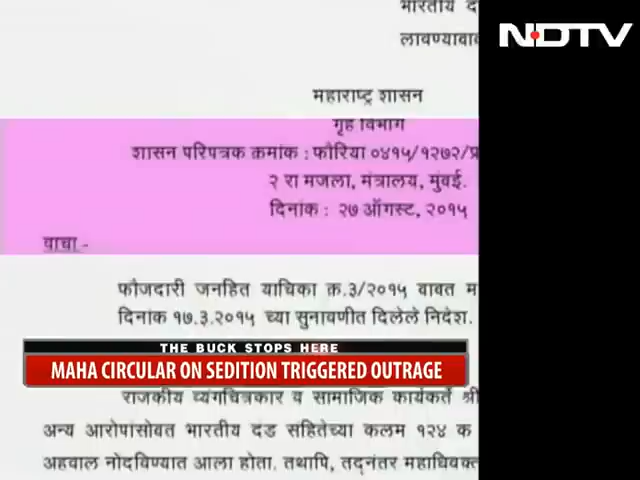 भारतीय द
NDTV
महाराष्ट्र शासन
गृह विभाग
शासन परिपत्रक क्रमांक : फौरिया ०४१५/१२७२/प्र
२ रा मजला, मंत्रालय, मुंबई.
दिनांक : २७ ऑगस्ट, २०१५
वाचा -
फौजदारी जनहित याचिका क्र.३/२०१५ बाबत म
दिनांक १७.३.२०१५ च्या सुनावणीत दिलेले निदेश.
THE BUCK STOPS HERE
MAHA CIRCULAR ON SEDITION TRIGGERED OUTRAGE
राजकीय व्यंगचित्रकार व सामाजिक कार्यकर्ते श्री
अन्य आरोपांसोबत भारतीय दंड सहितेच्या कलम १२४ क
अहवाल नोदविण्यात आला होता. तथापि, तद्नंतर महाधिवक्त